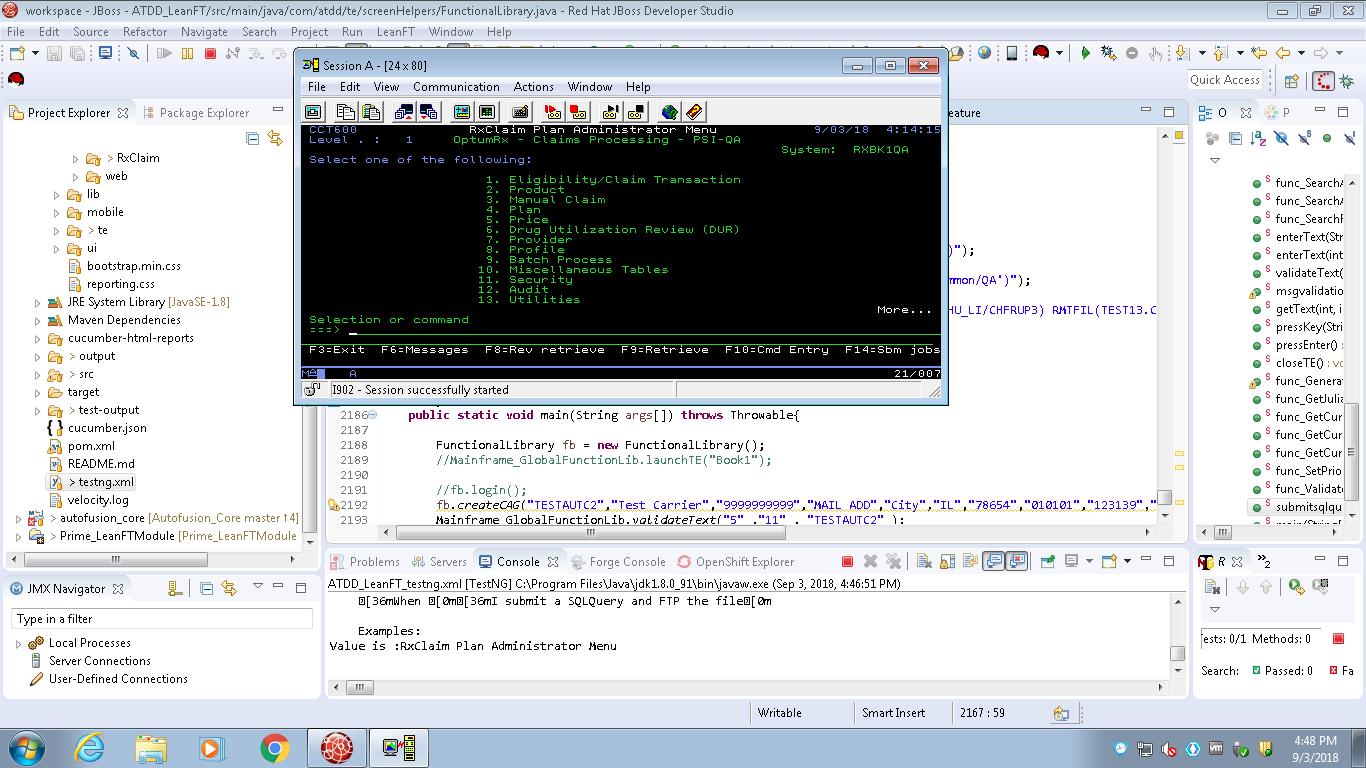 workspace - JBoss - ATDD_LeanFT/src/main/java/com/atdd/te/screenHelpers/FunctionalLibrary.java - Red Hat JBoss Developer Studio
File Edit Source Refactor Navigate Search Project Run LeanFT Window Help
Quick Access
Project Explorer Package Explorer
> RxClaim
web
lib
mobile
> te
ui
bootstrap.min.css
reporting.css
JRE System Library [JavaSE-1.8]
Maven Dependencies
cucumber-html-reports
> output
> src
target
> test-output
cucumber.json
pom.xml
README.md
> testng.xml
velocity.log
> autofusion_core [Autofusion_Core master ↑4]
> Prime_LeanFTModule [Prime_LeanFTModule
Session A - [24 x 80]
File Edit View Communication Actions Window Help
CCT600 RxClaim Plan Administrator Menu 9/03/18 4:14:15
Level . : 1 OptumRx - Claims Processing - PSI-QA
System: RXBK1QA
Select one of the following:
1. Eligibility/Claim Transaction
2. Product
3. Manual Claim
4. Plan
5. Price
6. Drug Utilization Review (DUR)
7. Provider
8. Profile
9. Batch Process
10. Miscellaneous Tables
11. Security
12. Audit
13. Utilities
More...
Selection or command
===>
F3=Exit F6=Messages F8=Rev retrieve F9=Retrieve F10=Cmd Entry F14=Sbm jobs
MA A 21/007
I902 - Session successfully started
eature
)");
mmon/QA')");
HU_LI/CHFRUP3) RMTFIL(TEST13.C
2186 public static void main(String args[]) throws Throwable{
2187
2188 FunctionalLibrary fb = new FunctionalLibrary();
2189 //Mainframe_GlobalFunctionLib.launchTE("Book1");
2190
2191 //fb.login();
2192 fb.createCAG("TESTAUTC2","Test Carrier","9999999999","MAIL ADD","City","IL","78654","010101","123139","
2193 Mainframe_GlobalFunctionLib.validateText("5" ,"11" , "TESTAUTC2" );
O P
func_SearchA
func_SearchA
func_SearchF
enterText(Str
enterText(int
validateText(
msgvalidation
getText(int, i
pressKey(Stri
pressEnter() :
closeTE() : vo
func_Genera
func_GetJulia
func_GetCur
func_GetCur
func_GetCur
func_SetPrio
func_Validate
submitsqlqu
main(String[]
Problems Servers Console Forge Console OpenShift Explorer
ATDD_LeanFT_testng.xml [TestNG] C:\Program Files\Java\jdk1.8.0_91\bin\javaw.exe (Sep 3, 2018, 4:46:51 PM)
[36mWhen [0m[36mI submit a SQLQuery and FTP the file[0m
Examples:
Value is :RxClaim Plan Administrator Menu
JMX Navigator
Type in a filter
Local Processes
Server Connections
User-Defined Connections
R 2
ests: 0/1 Methods: 0
Search: Passed: 0 Fa
Writable Smart Insert 2167 : 59
4:48 PM
9/3/2018